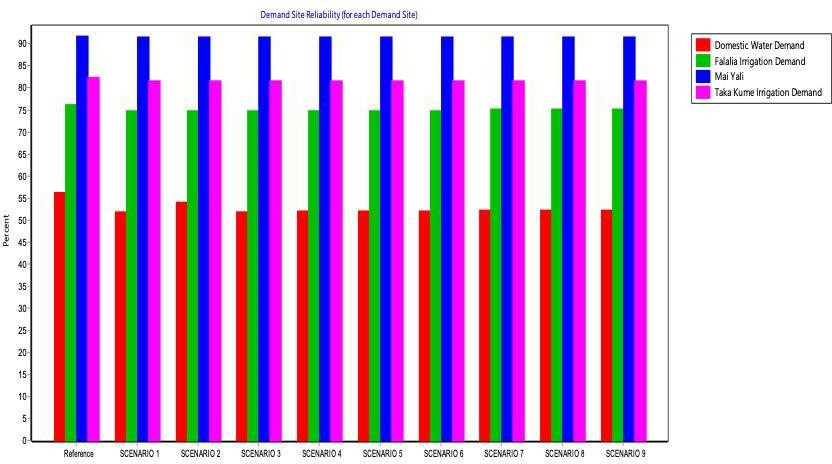 Demand Site Reliability (for each Demand Site)
Domestic Water Demand
Falalia Irrigation Demand
Mai Yali
Taka Kume Irrigation Demand
Percent
90
85
80
75
70
65
60
55
50
45
40
35
30
25
20
15
10
5
0
Reference SCENARIO 1 SCENARIO 2 SCENARIO 3 SCENARIO 4 SCENARIO 5 SCENARIO 6 SCENARIO 7 SCENARIO 8 SCENARIO 9